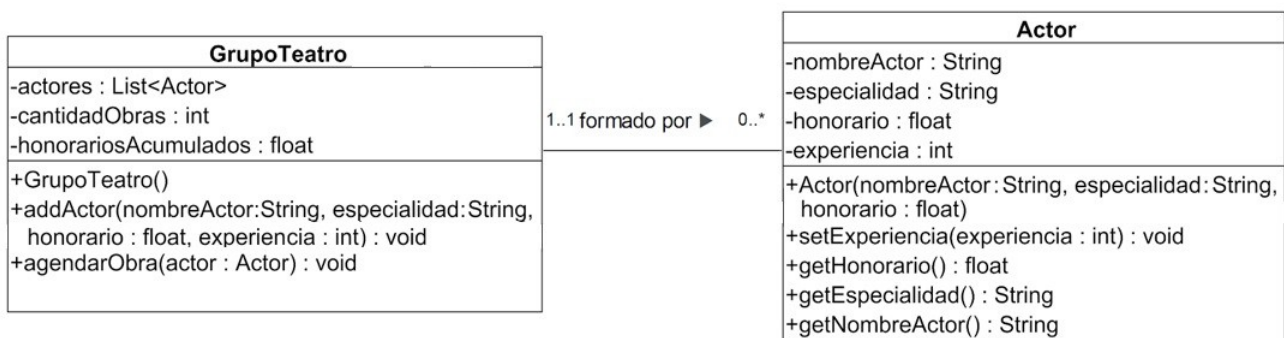 GrupoTeatro
-actores : List<Actor>
-cantidadObras : int
-honorariosAcumulados : float
+GrupoTeatro()
+addActor(nombreActor:String, especialidad:String,
honorario : float, experiencia : int) : void
+agendarObra(actor : Actor) : void
1..1 formado por ▶ 0..*
Actor
-nombreActor : String
-especialidad : String
-honorario : float
-experiencia : int
+Actor(nombreActor : String, especialidad : String,
honorario : float)
+setExperiencia(experiencia : int) : void
+getHonorario() : float
+getEspecialidad() : String
+getNombreActor() : String